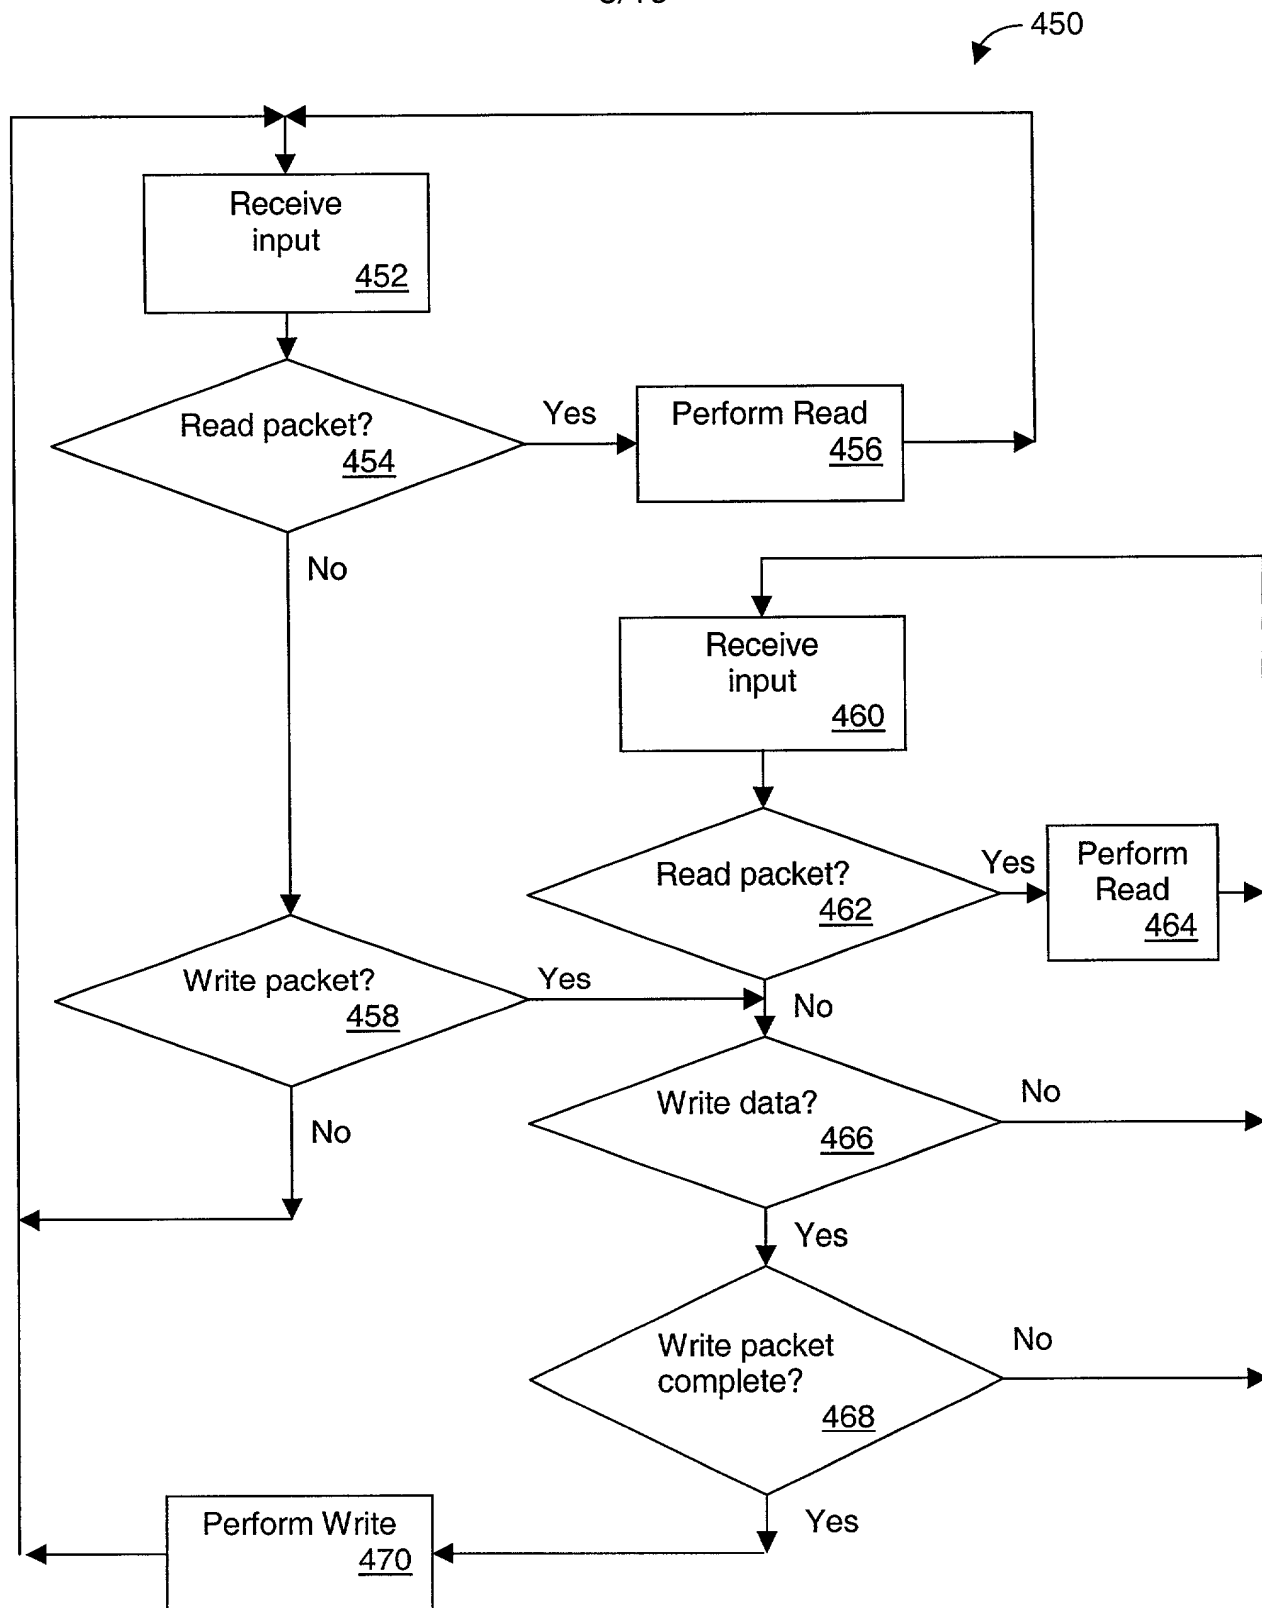 450
Receive
input
452
Read packet?
454
Yes
Perform Read
456
No
Receive
input
460
Read packet?
462
Yes
Perform
Read
464
No
Write packet?
458
Yes
No
Write data?
466
No
Yes
Write packet
complete?
468
No
Yes
Perform Write
470